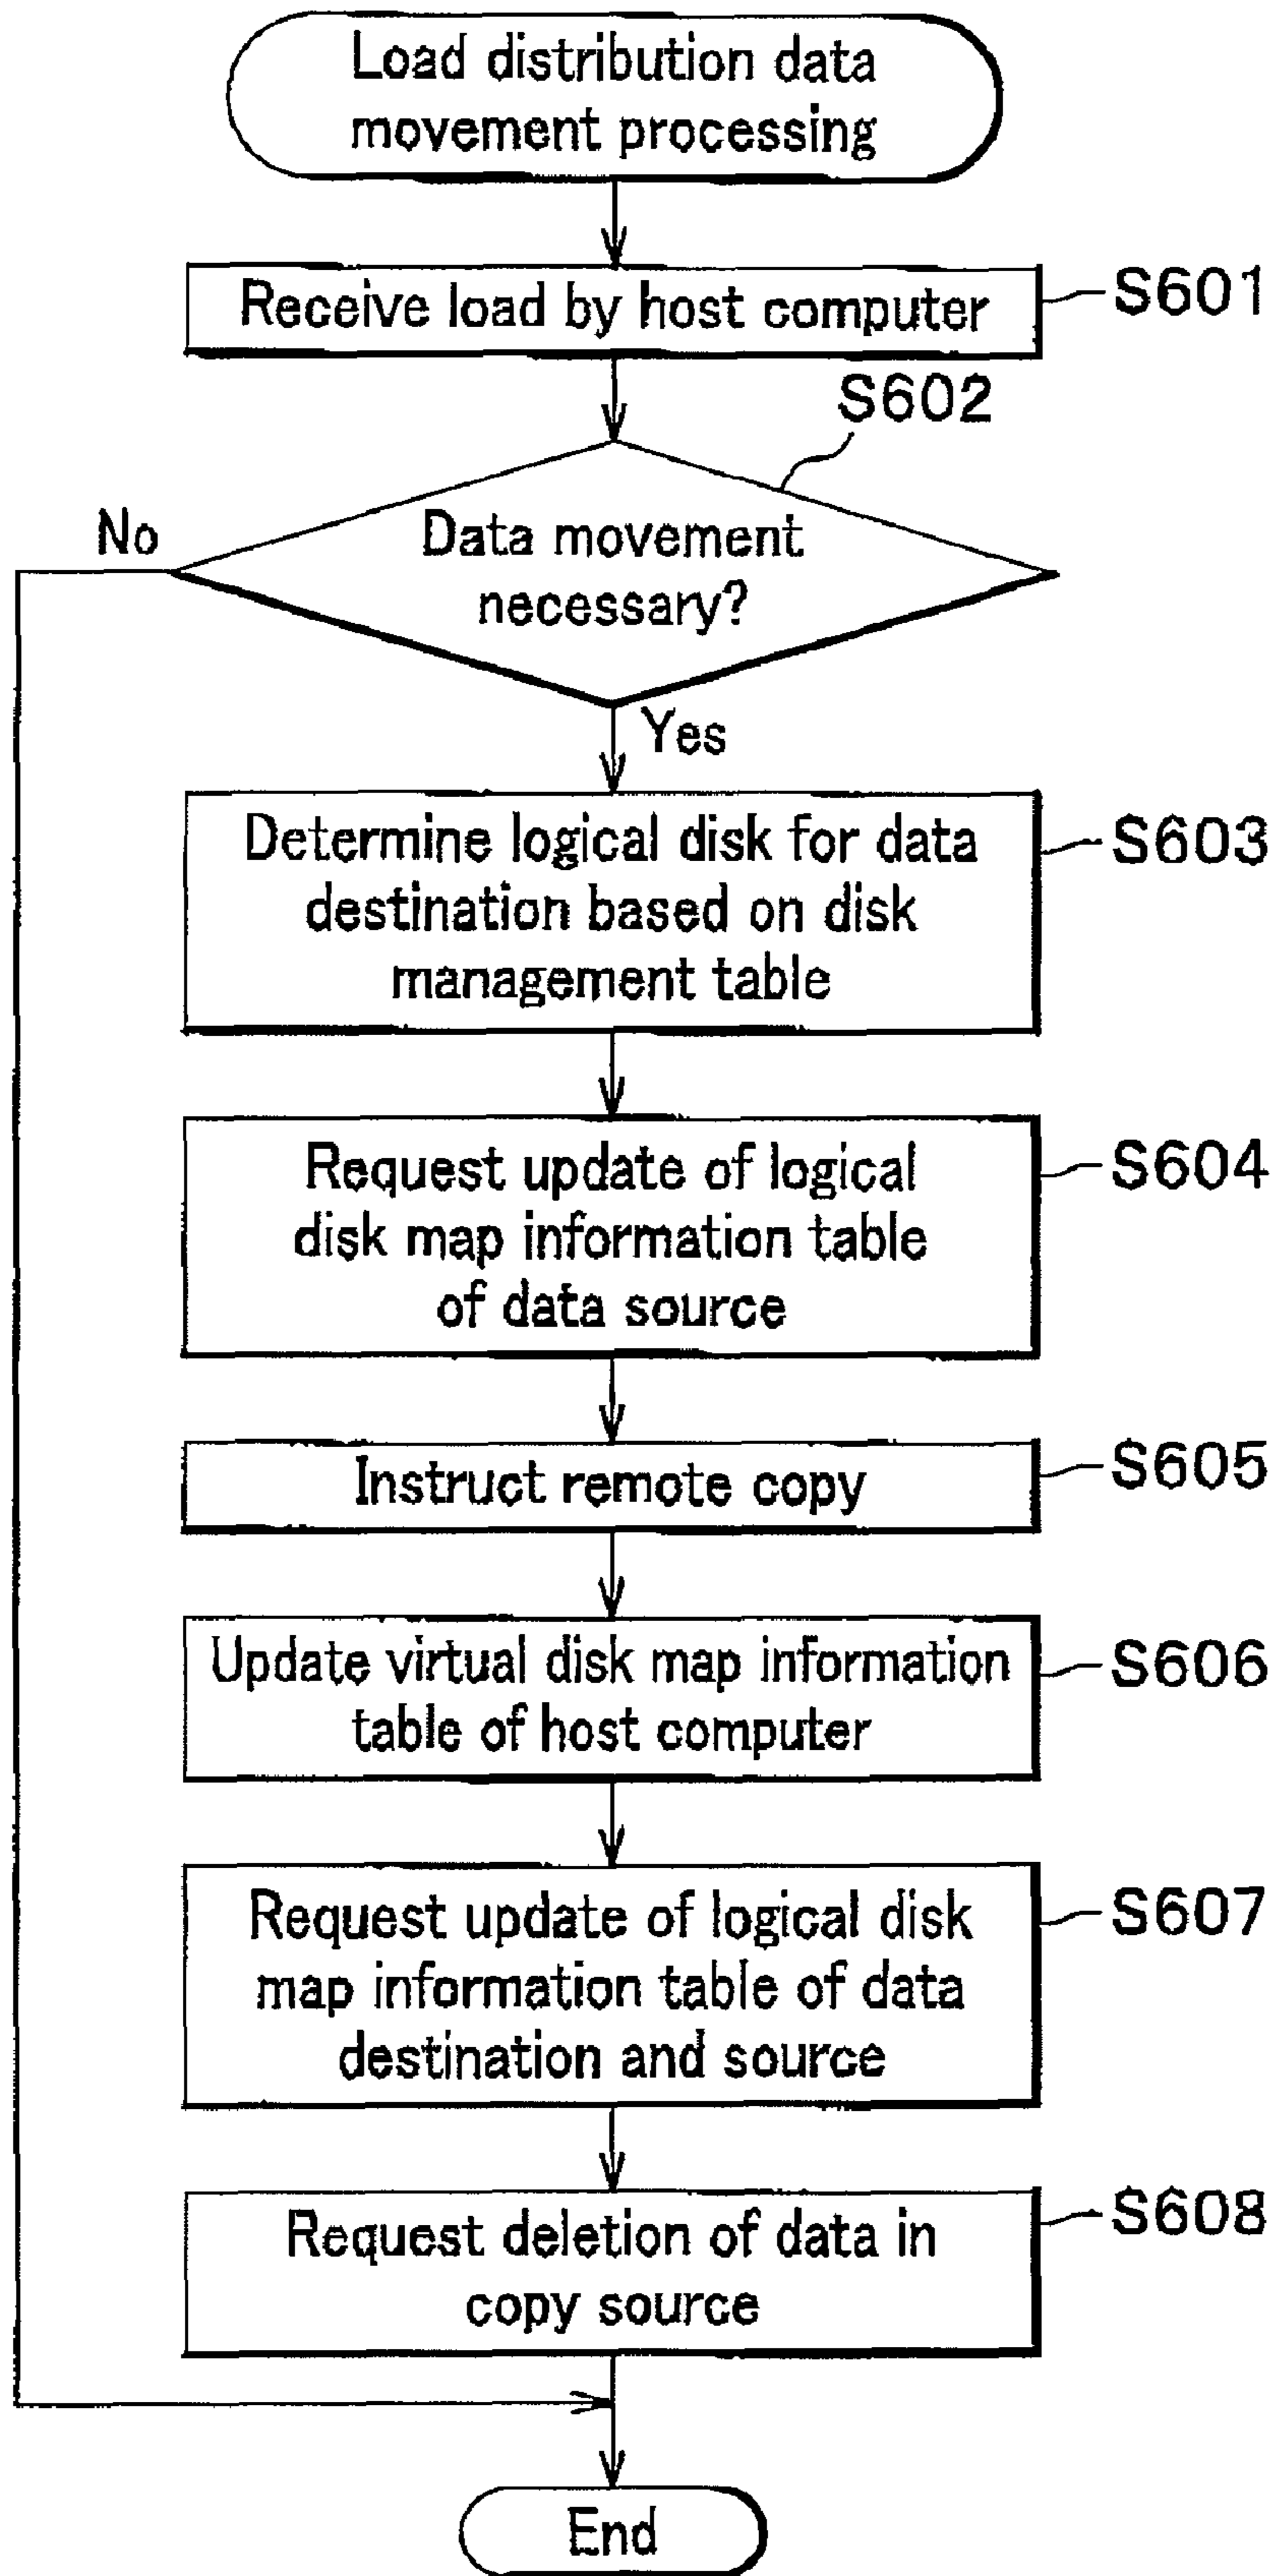 Load distribution data
movement processing
Receive load by host computer
S601
S602
Data movement
necessary?
No
Yes
Determine logical disk for data
destination based on disk
management table
S603
Request update of logical
disk map information table
of data source
S604
Instruct remote copy
S605
Update virtual disk map information
table of host computer
S606
Request update of logical disk
map information table of data
destination and source
S607
Request deletion of data in
copy source
S608
End